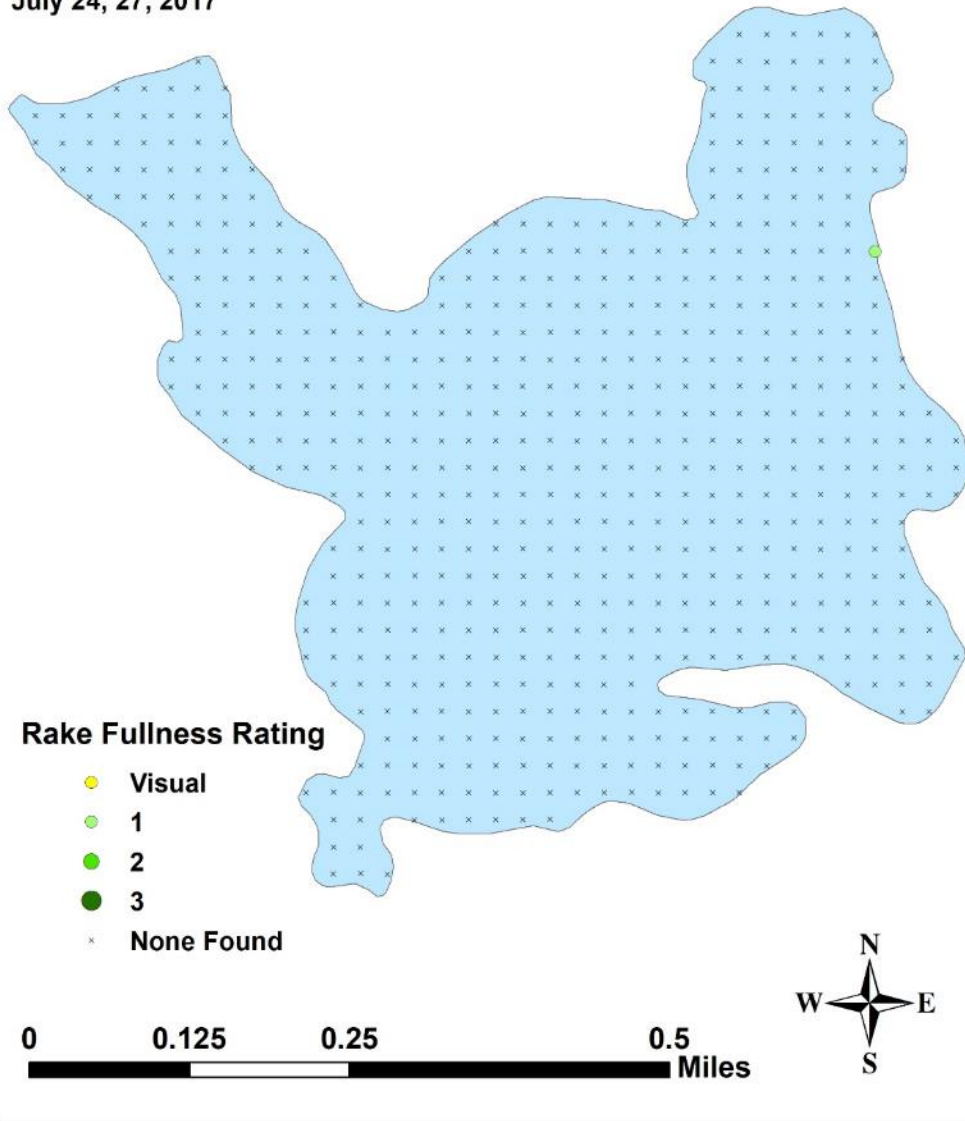 July 24, 27, 2017
Rake Fullness Rating
Visual
1
2
3
None Found
N
W E
S
0 0.125 0.25 0.5
Miles